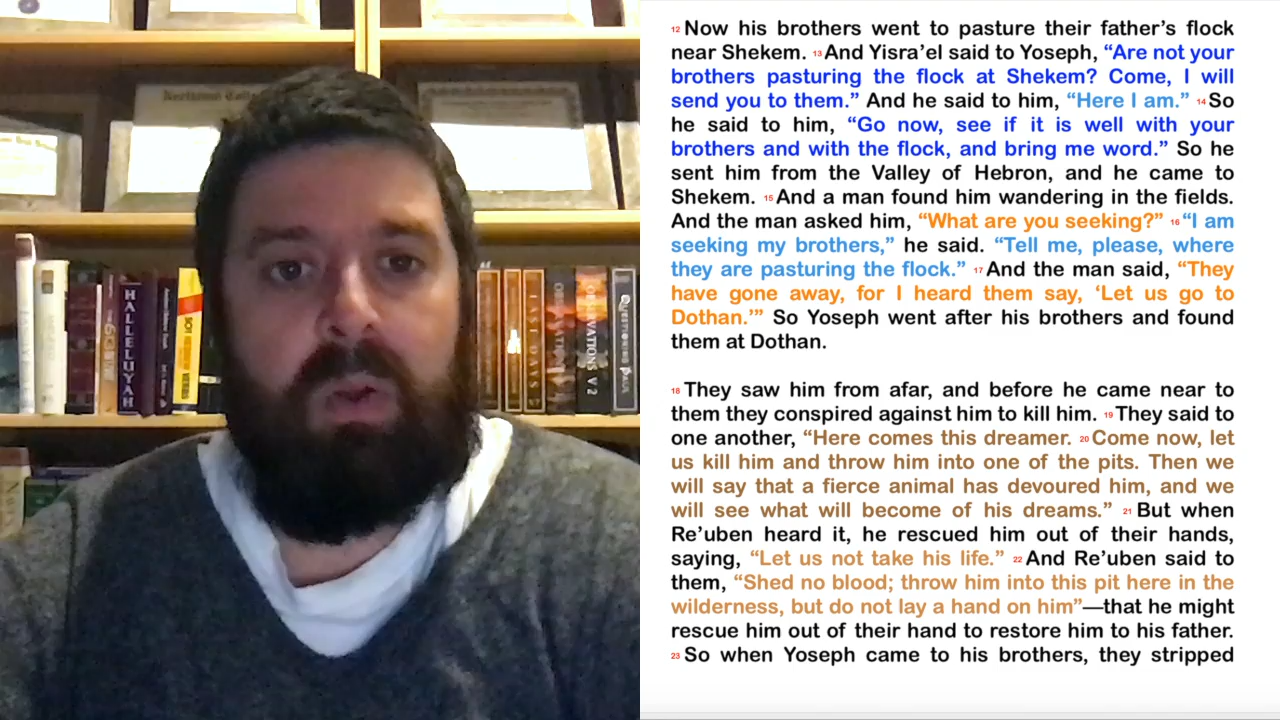 HALLELUYAH
LAST DAYS
OBSERVATIONS V.2
QUESTIONING PAUL
12 Now his brothers went to pasture their father’s flock
near Shekem. 13 And Yisra’el said to Yoseph, “Are not your
brothers pasturing the flock at Shekem? Come, I will
send you to them.” And he said to him, “Here I am.” 14 So
he said to him, “Go now, see if it is well with your
brothers and with the flock, and bring me word.” So he
sent him from the Valley of Hebron, and he came to
Shekem. 15 And a man found him wandering in the fields.
And the man asked him, “What are you seeking?” 16 “I am
seeking my brothers,” he said. “Tell me, please, where
they are pasturing the flock.” 17 And the man said, “They
have gone away, for I heard them say, ‘Let us go to
Dothan.’” So Yoseph went after his brothers and found
them at Dothan.
18 They saw him from afar, and before he came near to
them they conspired against him to kill him. 19 They said to
one another, “Here comes this dreamer. 20 Come now, let
us kill him and throw him into one of the pits. Then we
will say that a fierce animal has devoured him, and we
will see what will become of his dreams.” 21 But when
Re’uben heard it, he rescued him out of their hands,
saying, “Let us not take his life.” 22 And Re’uben said to
them, “Shed no blood; throw him into this pit here in the
wilderness, but do not lay a hand on him”—that he might
rescue him out of their hand to restore him to his father.
23 So when Yoseph came to his brothers, they stripped